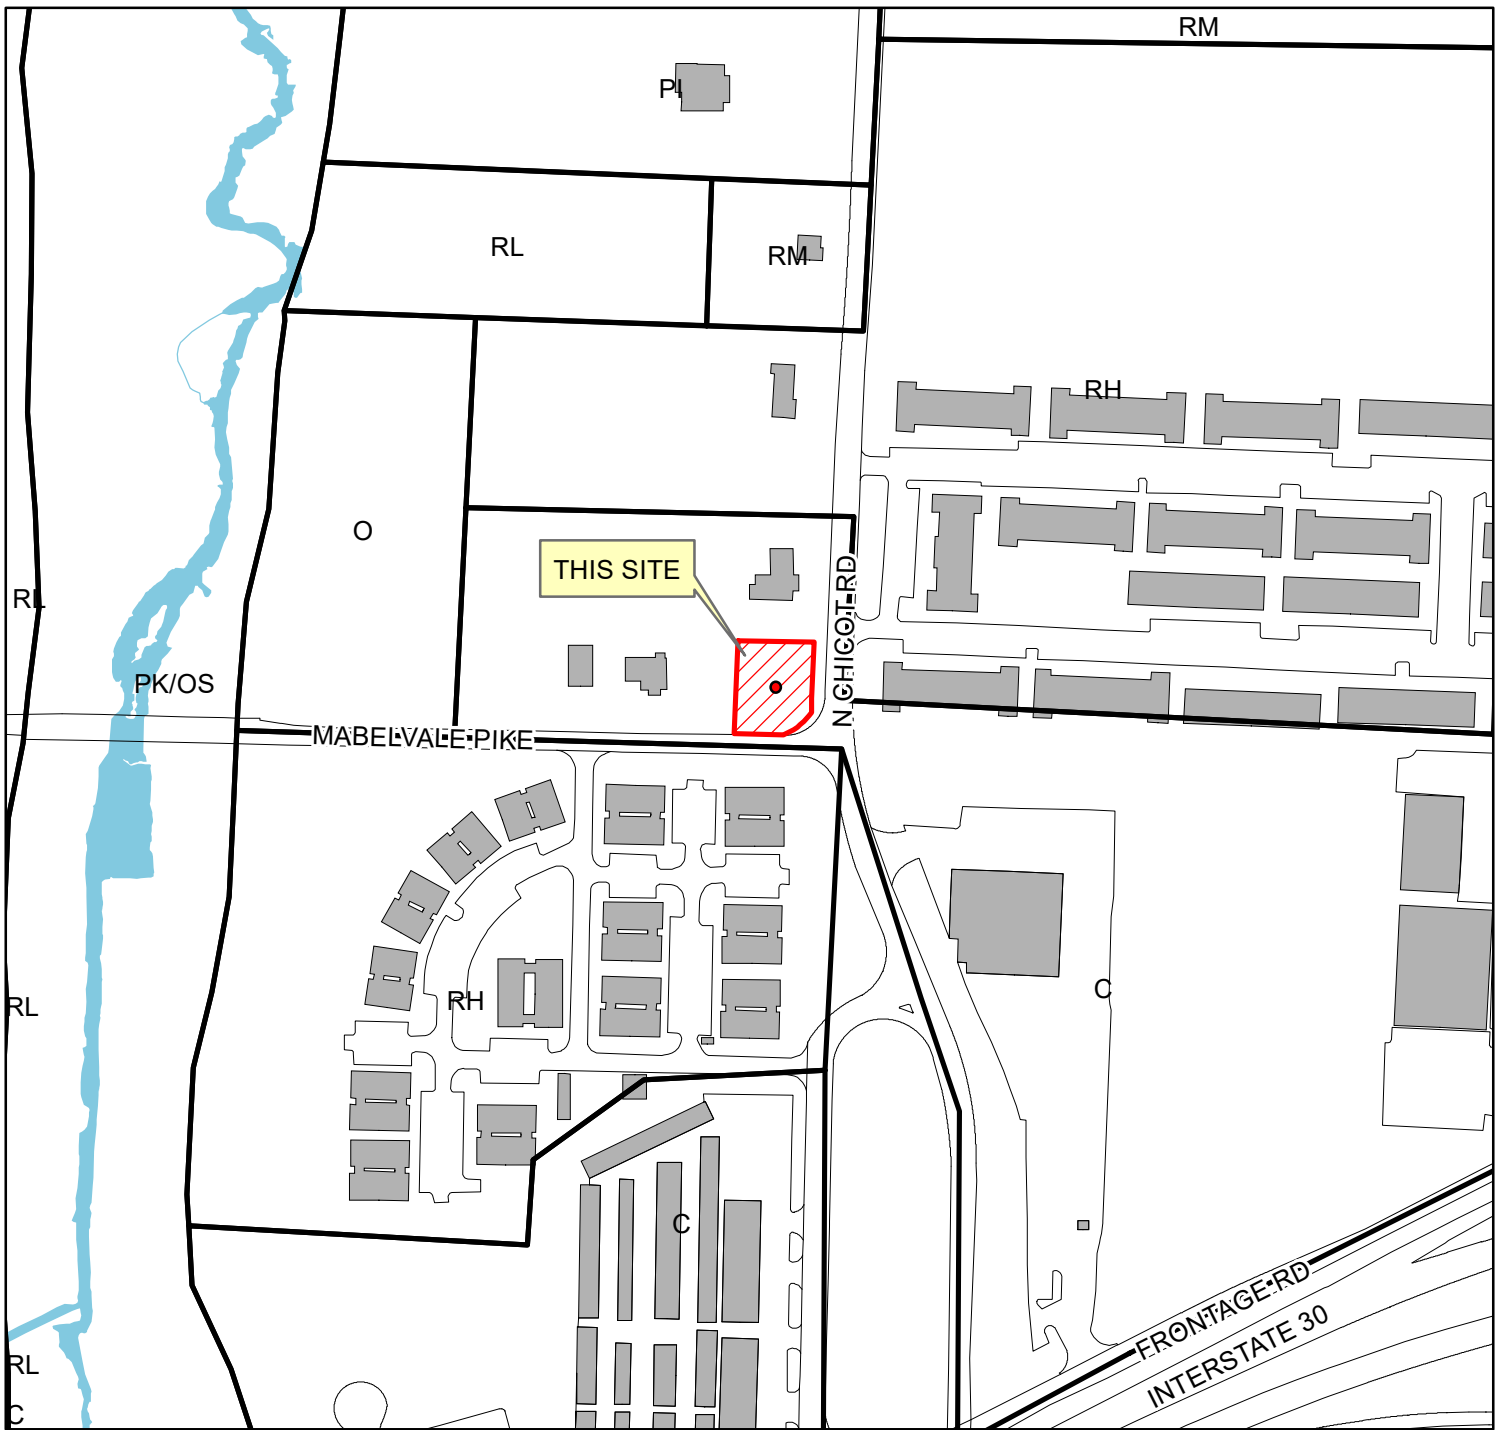 RM
PI
RL
RM
RH
O
THIS SITE
N CHICOT RD
RL
PK/OS
MABELVALE PIKE
C
RH
RL
C
FRONTAGE RD
INTERSTATE 30
RL
C